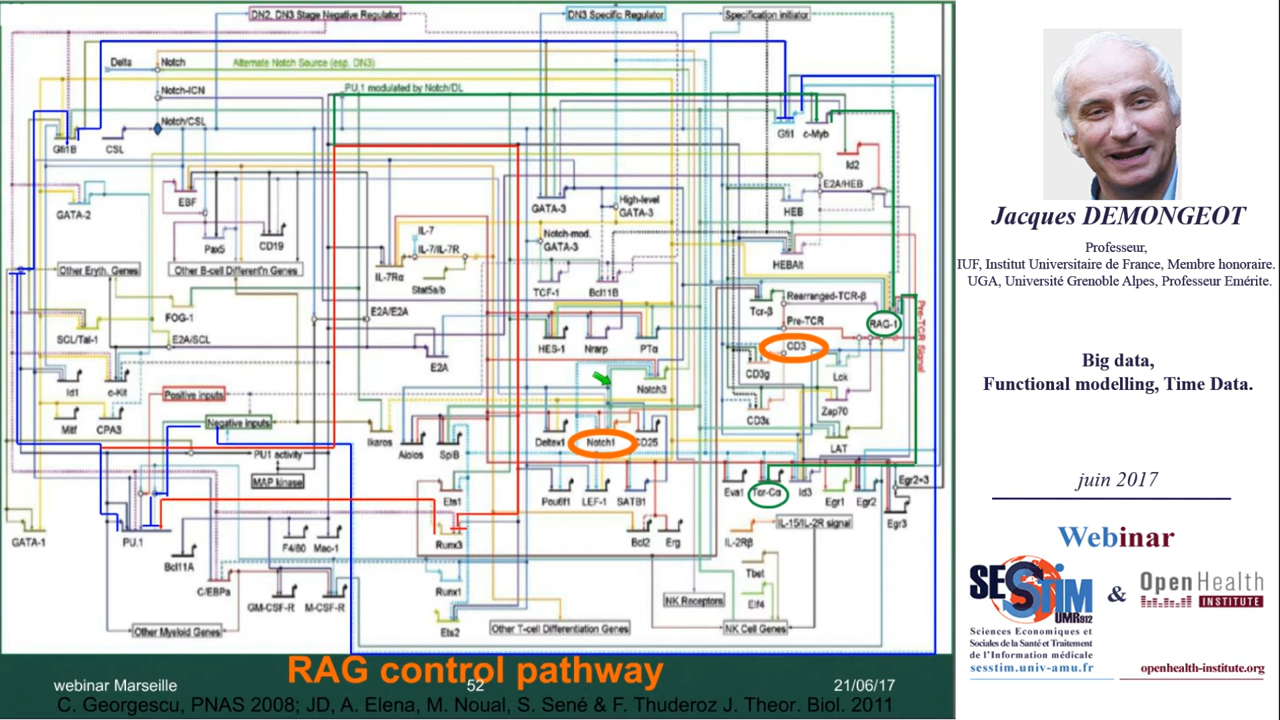 DN2, DN3 Stage Negative Regulator
DN3 Specific Regulator
Specification initiator
Delta
Notch
Alternate Notch Source (esp. DN3)
Notch-ICN
PU.1 modulated by Notch/DL
Notch/CSL
Gfi1B
CSL
Gfi1
c-Myb
Id2
E2A/HEB
GATA-2
EBF
GATA-3
High-level
GATA-3
HEB
Pax5
CD19
IL-7
IL-7/IL-7R
Notch-mod.
GATA-3
HEBAlt
Other Eryth. Genes
Other B-cell Different'n Genes
IL-7Rα
Stat5a/b
TCF-1
Bcl11B
Rearranged-TCR-β
Tcr-β
FOG-1
E2A/E2A
Pre-TCR
RAG-1
Pre-TCR Signal
SCL/Tal-1
E2A/SCL
HES-1
Nrarp
PTα
CD3
E2A
CD3g
Lck
Id1
c-Kit
Notch3
Positive inputs
Zap70
Mitf
CPA3
Negative inputs
CD3ε
Ikaros
Aiolos
SpiB
Deltex1
Notch1
CD25
LAT
PU1 activity
MAP kinase
Ets1
Pou6f1
LEF-1
SATB1
Eva1
Tcr-Cα
Id3
Egr1
Egr2
Egr2+3
Egr3
GATA-1
PU.1
F4/80
Mac-1
Runx3
Bcl2
Erg
IL-2Rβ
IL-15/IL-2R signal
Bcl11A
Tbet
C/EBPa
GM-CSF-R
M-CSF-R
Runx1
NK Receptors
Elf4
Ets2
Other Myeloid Genes
Other T-cell Differentiation Genes
NK Cell Genes
RAG control pathway
webinar Marseille
52
21/06/17
C. Georgescu, PNAS 2008; JD, A. Elena, M. Noual, S. Sené & F. Thuderoz J. Theor. Biol. 2011
Jacques DEMONGEOT
Professeur,
IUF, Institut Universitaire de France, Membre honoraire.
UGA, Université Grenoble Alpes, Professeur Emérite.
Big data,
Functional modelling, Time Data.
juin 2017
Webinar
SESSTIM
UMR912
&
OpenHealth
INSTITUTE
Sciences Economiques et
Sociales de la Santé et Traitement
de l'Information médicale
sesstim.univ-amu.fr
openhealth-institute.org